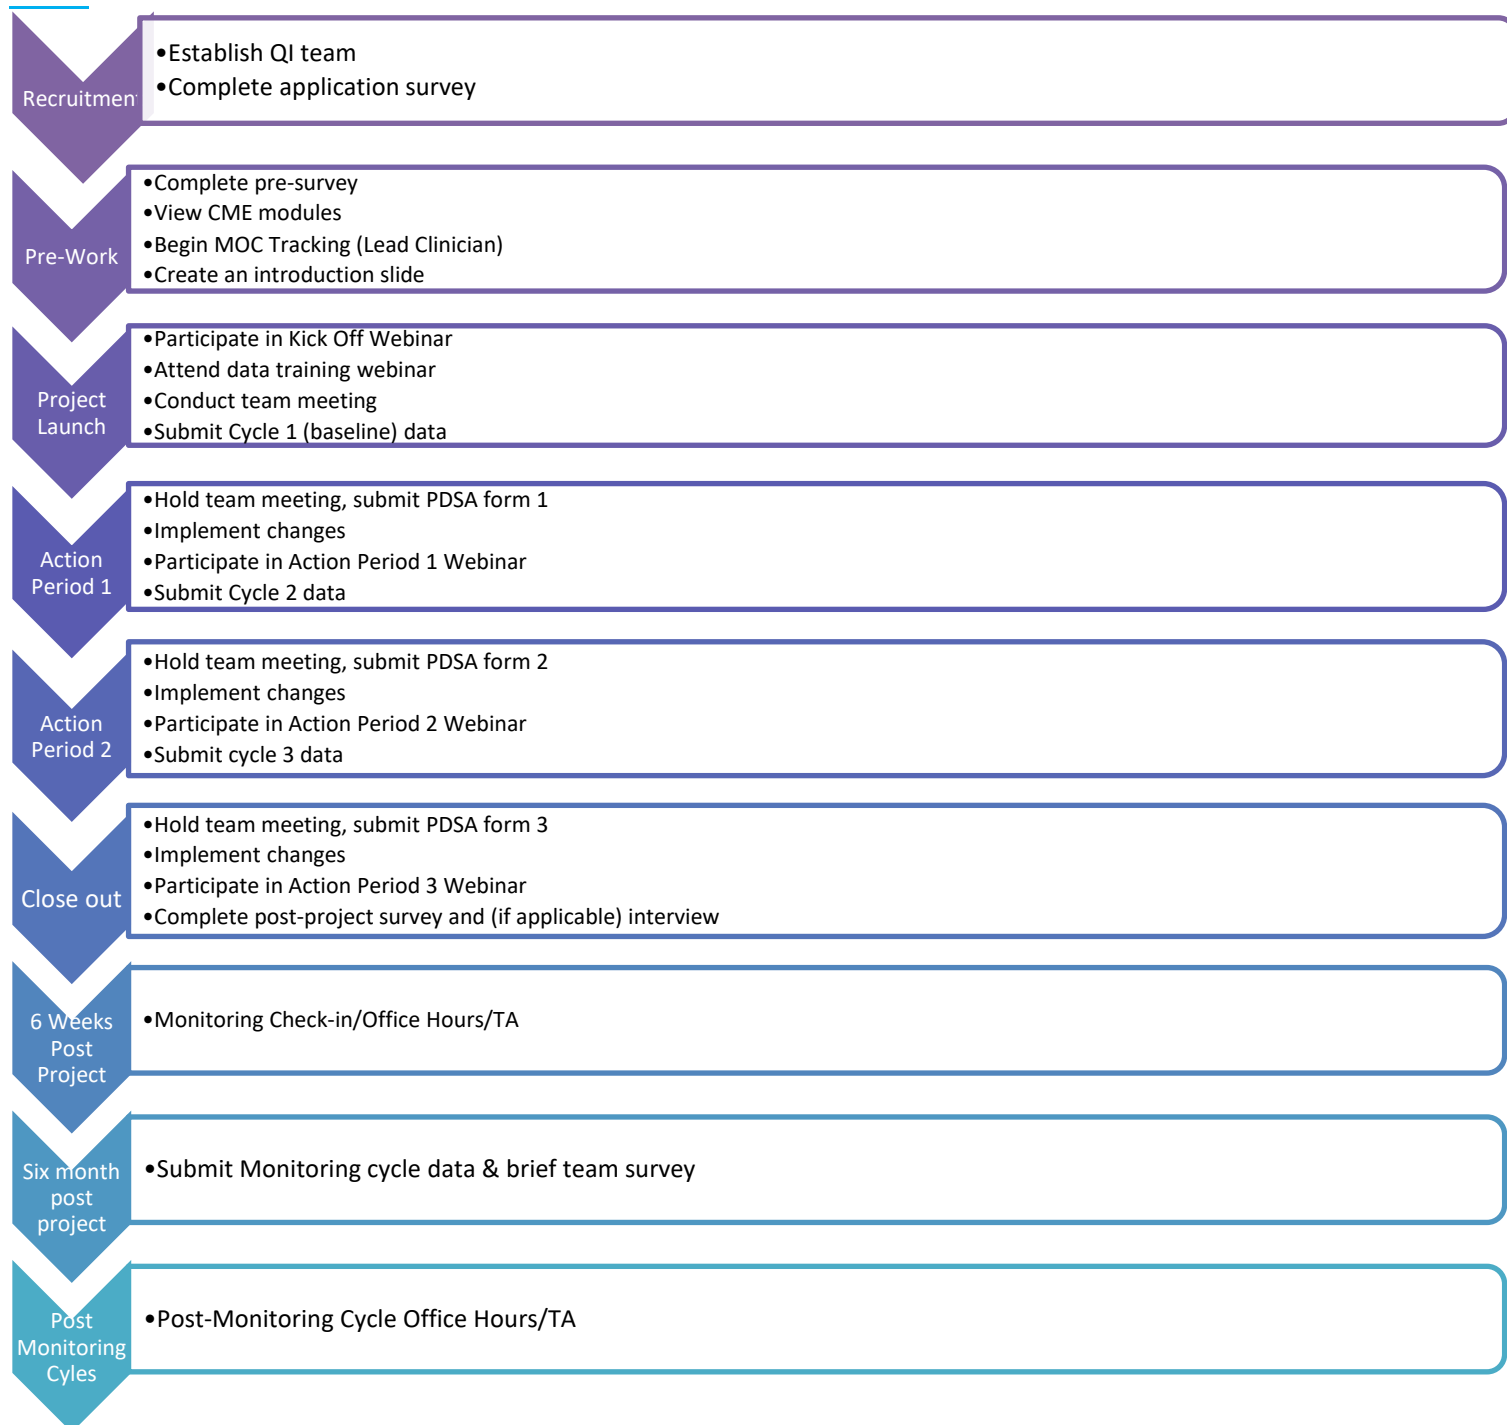 Recruitment
•Establish QI team
•Complete application survey
Pre-Work
•Complete pre-survey
•View CME modules
•Begin MOC Tracking (Lead Clinician)
•Create an introduction slide
Project
Launch
•Participate in Kick Off Webinar
•Attend data training webinar
•Conduct team meeting
•Submit Cycle 1 (baseline) data
Action
Period 1
•Hold team meeting, submit PDSA form 1
•Implement changes
•Participate in Action Period 1 Webinar
•Submit Cycle 2 data
Action
Period 2
•Hold team meeting, submit PDSA form 2
•Implement changes
•Participate in Action Period 2 Webinar
•Submit cycle 3 data
Close out
•Hold team meeting, submit PDSA form 3
•Implement changes
•Participate in Action Period 3 Webinar
•Complete post-project survey and (if applicable) interview
6 Weeks
Post
Project
•Monitoring Check-in/Office Hours/TA
Six month
post
project
•Submit Monitoring cycle data & brief team survey
Post
Monitoring
Cyles
•Post-Monitoring Cycle Office Hours/TA